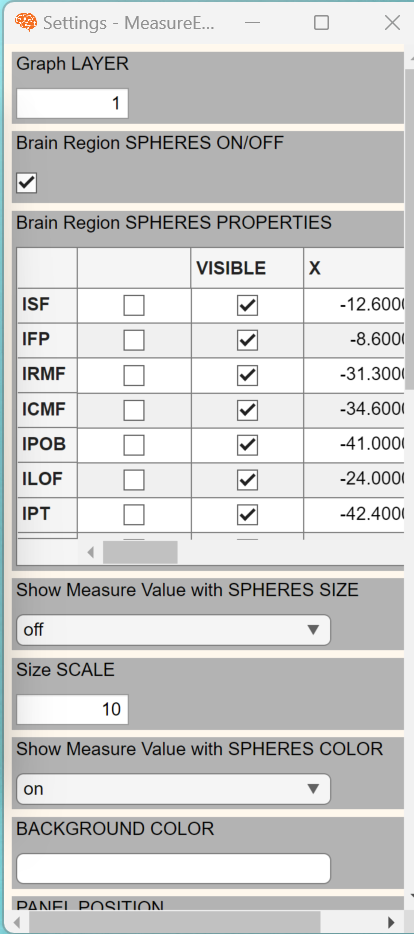 Settings - MeasureE...
Graph LAYER
1
Brain Region SPHERES ON/OFF
Brain Region SPHERES PROPERTIES
VISIBLE X
ISF -12.6000
IFP -8.6000
IRMF -31.3000
ICMF -34.6000
IPOB -41.0000
ILOF -24.0000
IPT -42.4000
Show Measure Value with SPHERES SIZE
off
Size SCALE
10
Show Measure Value with SPHERES COLOR
on
BACKGROUND COLOR
PANEL POSITION